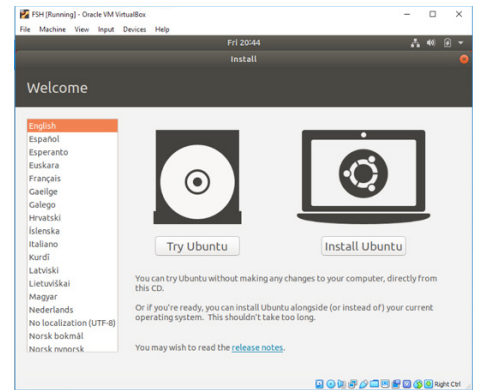 FSH [Running] - Oracle VM VirtualBox
File Machine View Input Devices Help
Fri 20:44
Install
Welcome
English
Español
Esperanto
Euskara
Français
Gaeilge
Galego
Hrvatski
Íslenska
Italiano
Kurdî
Latviski
Lietuviškai
Magyar
Nederlands
No localization (UTF-8)
Norsk bokmål
Norsk nynorsk
Try Ubuntu
Install Ubuntu
You can try Ubuntu without making any changes to your computer, directly from
this CD.
Or if you're ready, you can install Ubuntu alongside (or instead of) your current
operating system. This shouldn't take too long.
You may wish to read the release notes.
Right Ctrl